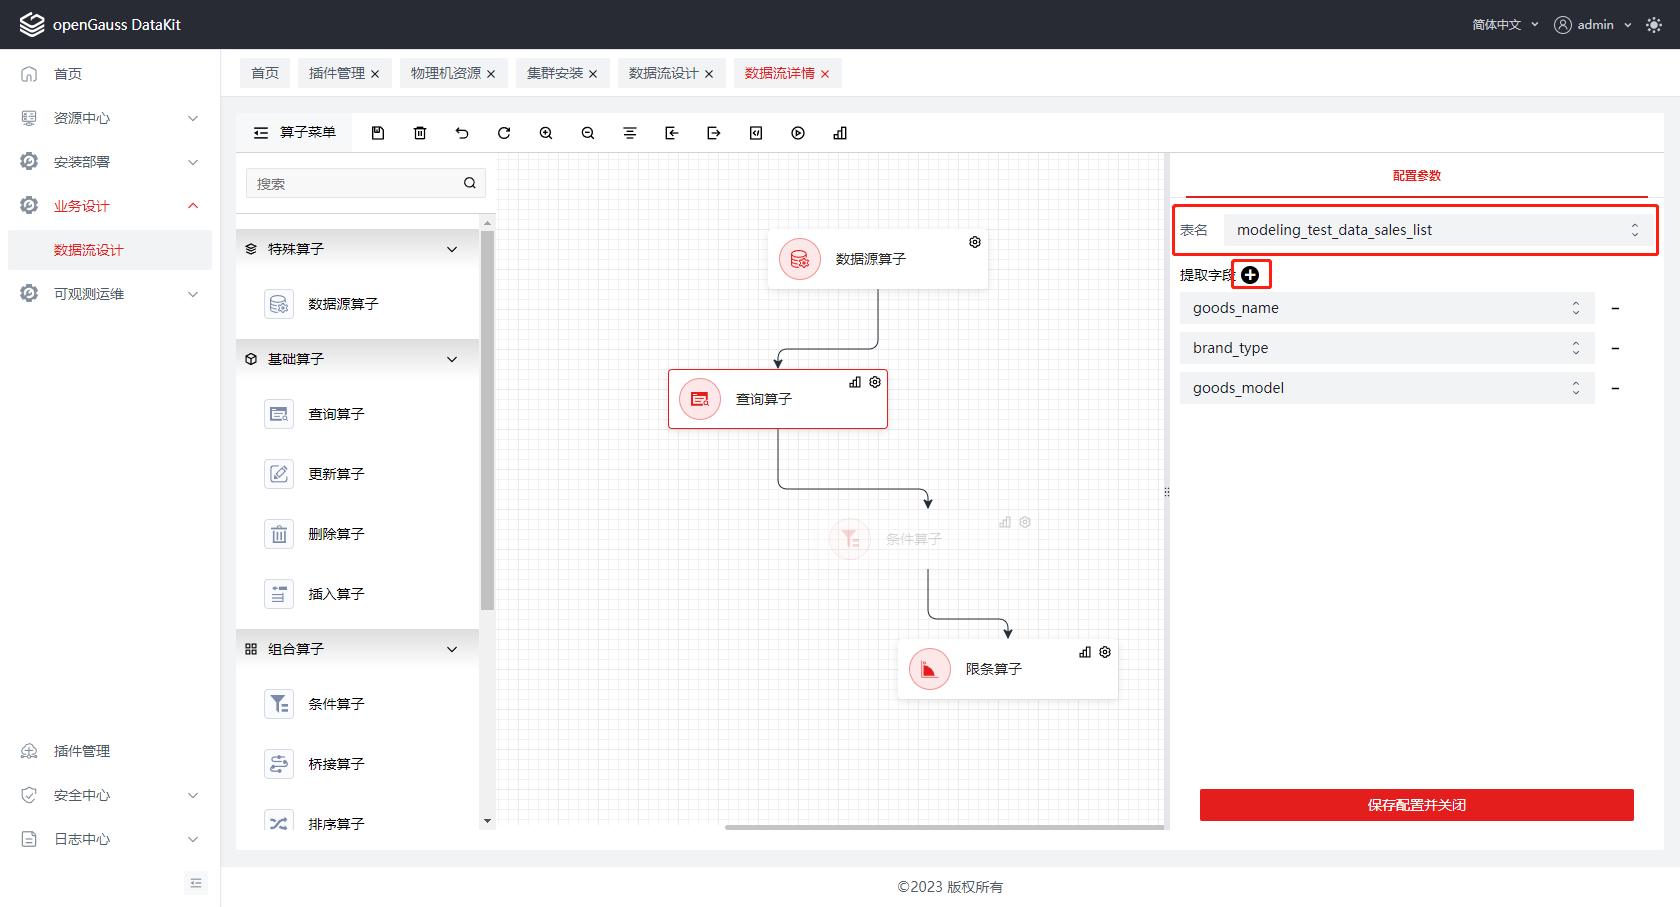 openGauss DataKit
简体中文
admin
首页
资源中心
安装部署
业务设计
数据流设计
可观测运维
插件管理
安全中心
日志中心
首页
插件管理
物理机资源
集群安装
数据流设计
数据流详情
算子菜单
搜索
特殊算子
数据源算子
基础算子
查询算子
更新算子
删除算子
插入算子
组合算子
条件算子
桥接算子
排序算子
数据源算子
查询算子
条件算子
限条算子
配置参数
表名
modeling_test_data_sales_list
提取字段
goods_name
brand_type
goods_model
保存配置并关闭
©2023 版权所有